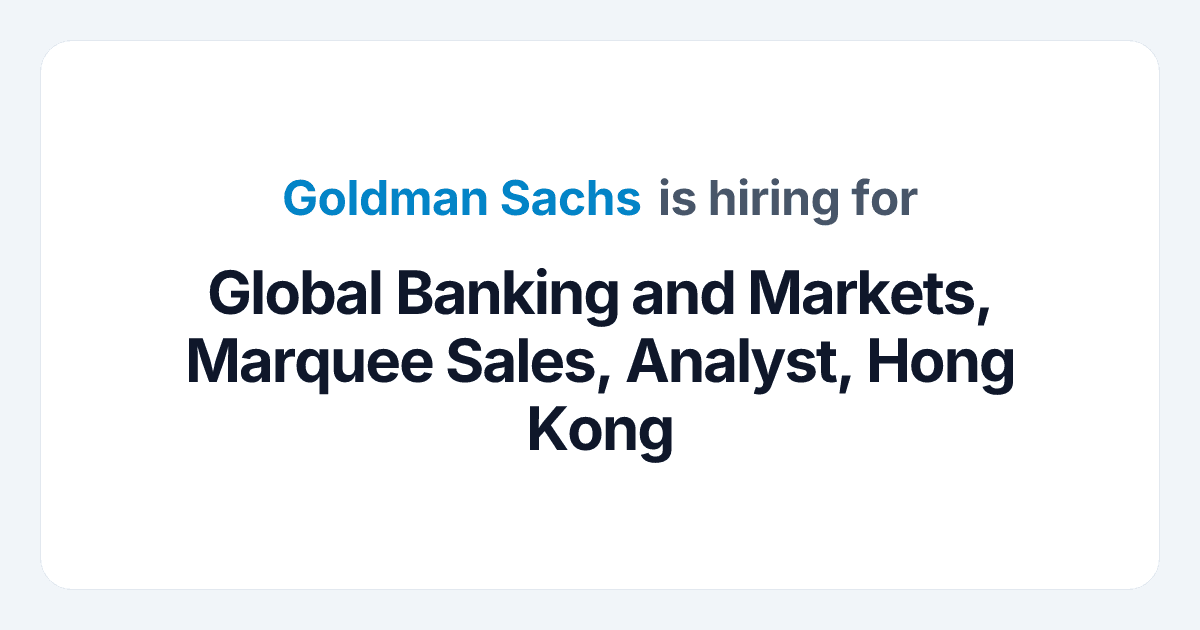 Goldman Sachs is hiring for
Global Banking and Markets,
Marquee Sales, Analyst, Hong
Kong